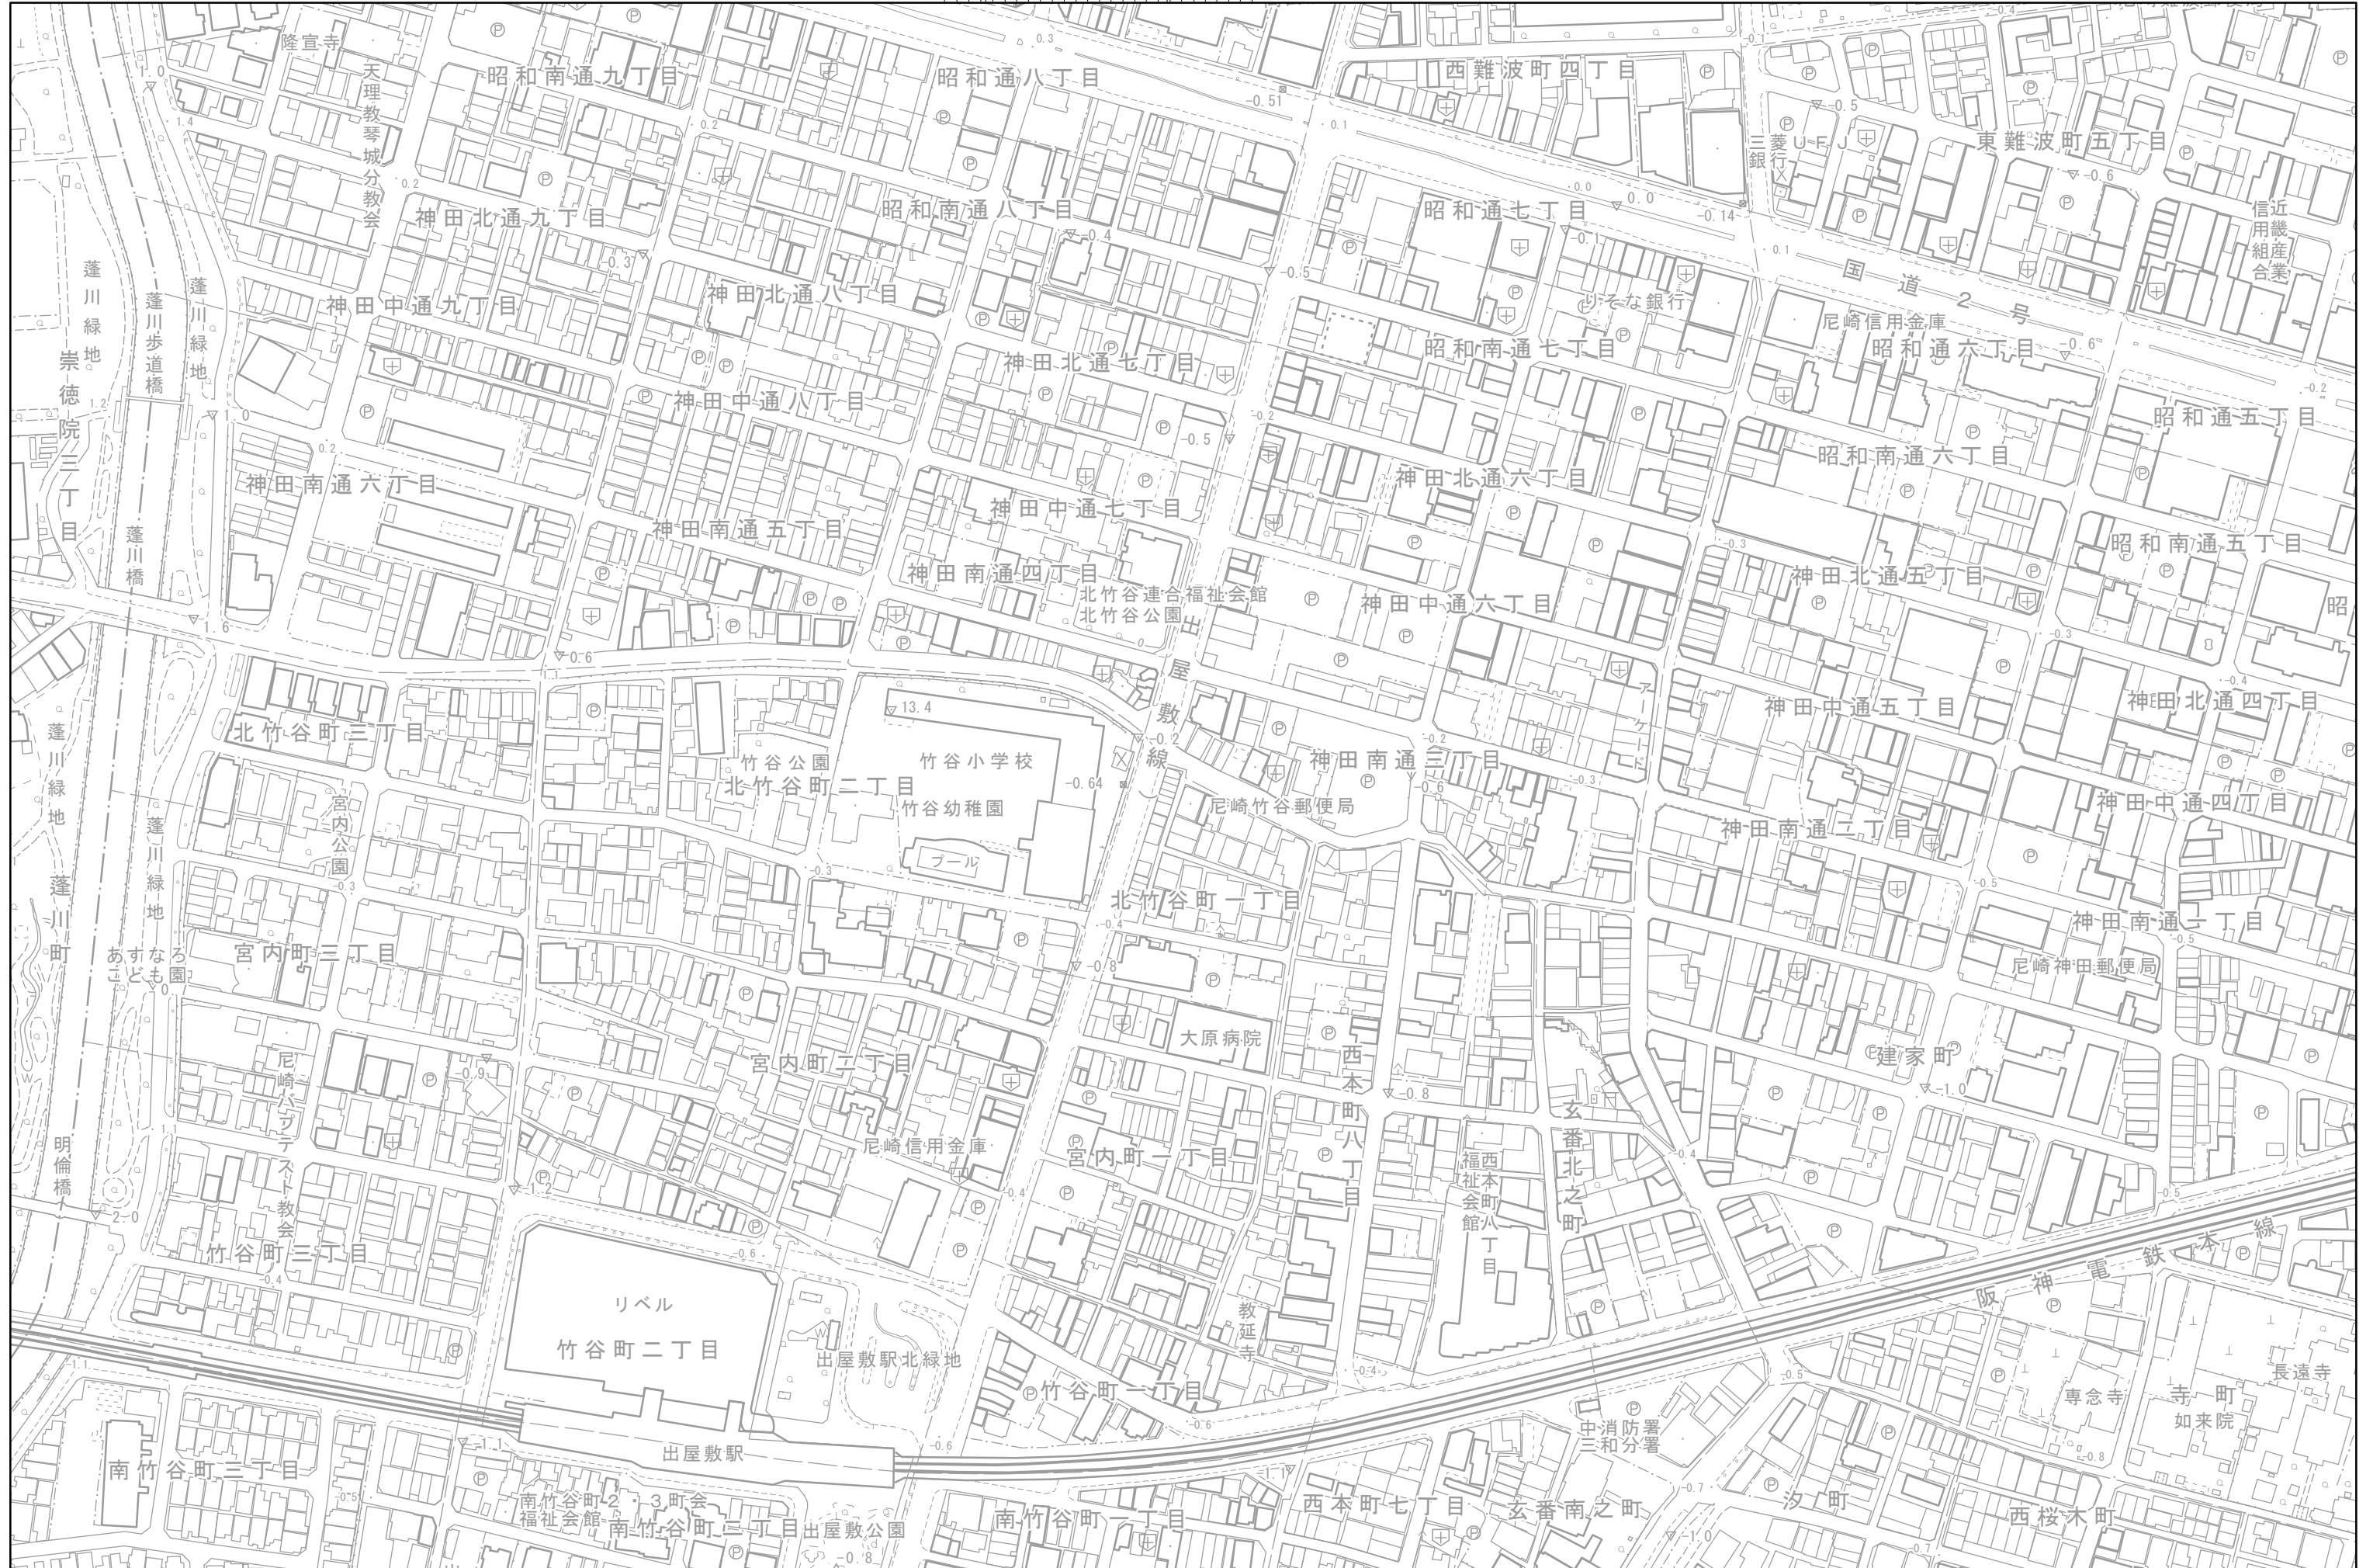 隆宣寺
天理教琴城分教会
昭和南通九丁目
昭和通八丁目
西難波町四丁目
三菱UFJ
銀行
東難波町五丁目
近畿産業
信用組合
神田北通九丁目
昭和南通八丁目
昭和通七丁目
国道2号
蓬川緑地
蓬川歩道橋
蓬川緑地
神田中通九丁目
神田北通八丁目
りそな銀行
尼崎信用金庫
昭和通六丁目
昭和南通七丁目
神田北通七丁目
崇徳院三丁目
神田中通八丁目
昭和通五丁目
昭和南通六丁目
神田南通六丁目
神田北通六丁目
神田中通七丁目
神田南通五丁目
蓬川橋
昭和南通五丁目
神田南通四丁目
神田北通五丁目
北竹谷連合福祉会館
北竹谷公園
神田中通六丁目
昭
出屋敷線
アーケード
神田北通四丁目
神田中通五丁目
北竹谷町三丁目
竹谷公園
竹谷小学校
神田南通三丁目
北竹谷町二丁目
竹谷幼稚園
尼崎竹谷郵便局
神田中通四丁目
神田南通二丁目
蓬川緑地
蓬川緑地
宮内公園
プール
蓬川町
北竹谷町一丁目
神田南通一丁目
あすなろ
こども園
宮内町三丁目
尼崎神田郵便局
大原病院
西本町八丁目
建家町
宮内町二丁目
尼崎バプテスト教会
玄番北之町
明倫橋
尼崎信用金庫
宮内町一丁目
西本町八丁目
福祉会館
竹谷町三丁目
阪神電鉄本線
リベル
竹谷町二丁目
教延寺
出屋敷駅北緑地
竹谷町一丁目
長遠寺
専念寺
寺町
如来院
中消防署
三和分署
出屋敷駅
南竹谷町三丁目
南竹谷町2・3町会
福祉会館
南竹谷町二丁目
出屋敷公園
南竹谷町一丁目
西本町七丁目
玄番南之町
汐町
西桜木町
13.4
-0.64
-0.51
-0.14